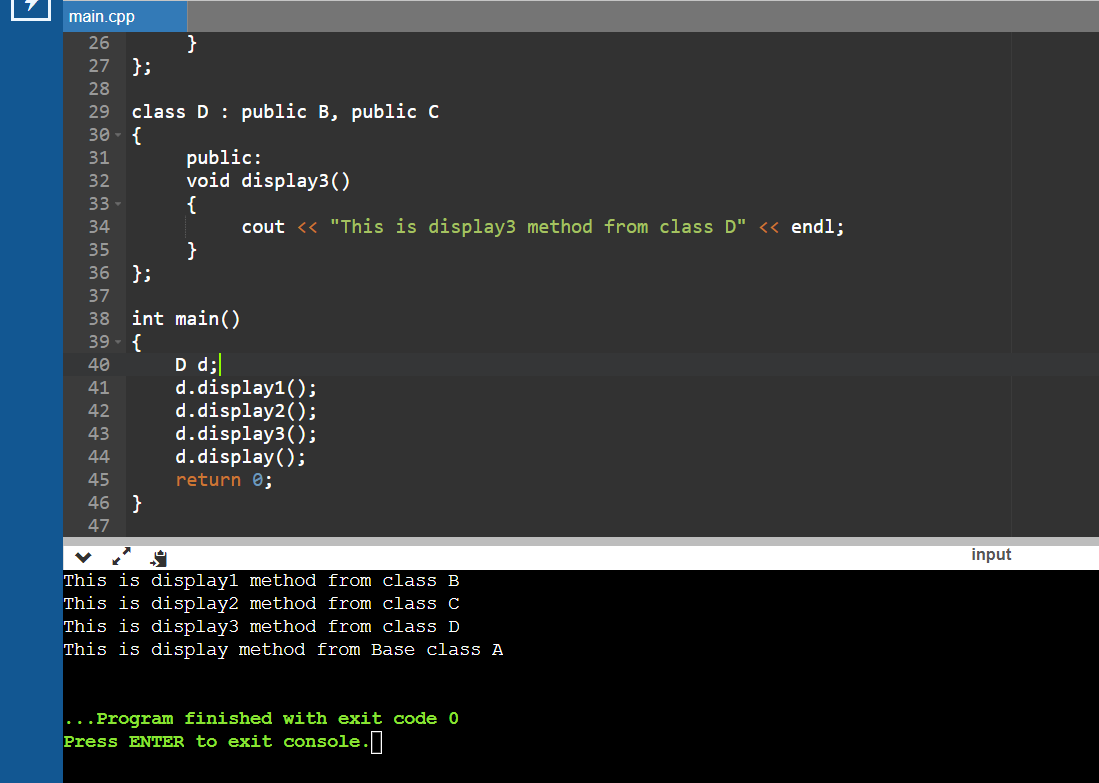 main.cpp
26 }
27 };
28
29 class D : public B, public C
30 {
31 public:
32 void display3()
33 {
34 cout << "This is display3 method from class D" << endl;
35 }
36 };
37
38 int main()
39 {
40 D d;
41 d.display1();
42 d.display2();
43 d.display3();
44 d.display();
45 return 0;
46 }
47
input
This is display1 method from class B
This is display2 method from class C
This is display3 method from class D
This is display method from Base class A
...Program finished with exit code 0
Press ENTER to exit console.